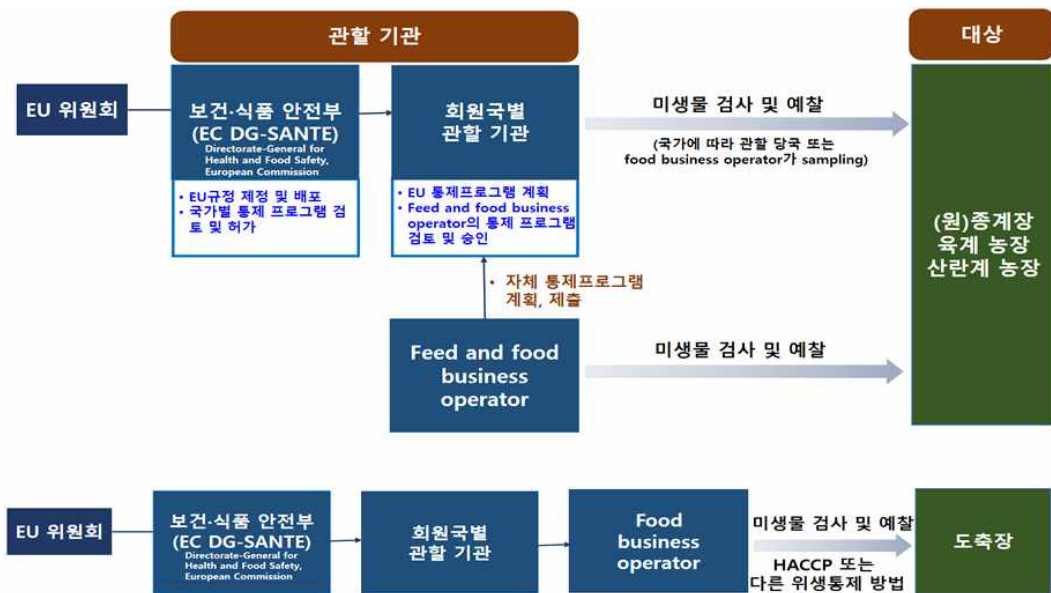 관할 기관
대상
EU 위원회
보건·식품 안전부
(EC DG-SANTE)
Directorate-General for
Health and Food Safety,
European Commission
• EU규정 제정 및 배포
• 국가별 통제 프로그램 검
토 및 허가
회원국별
관할 기관
• EU 통제프로그램 계획
• Feed and food business
operator의 통제 프로그램
검토 및 승인
미생물 검사 및 예찰
(국가에 따라 관할 당국 또는
food business operator가 sampling)
(원)종계장
육계 농장
산란계 농장
• 자체 통제프로그램
계획, 제출
Feed and food
business
operator
미생물 검사 및 예찰
EU 위원회
보건·식품 안전부
(EC DG-SANTE)
Directorate-General for
Health and Food Safety,
European Commission
회원국별
관할 기관
Food
business
operator
미생물 검사 및 예찰
HACCP 또는
다른 위생통제 방법
도축장